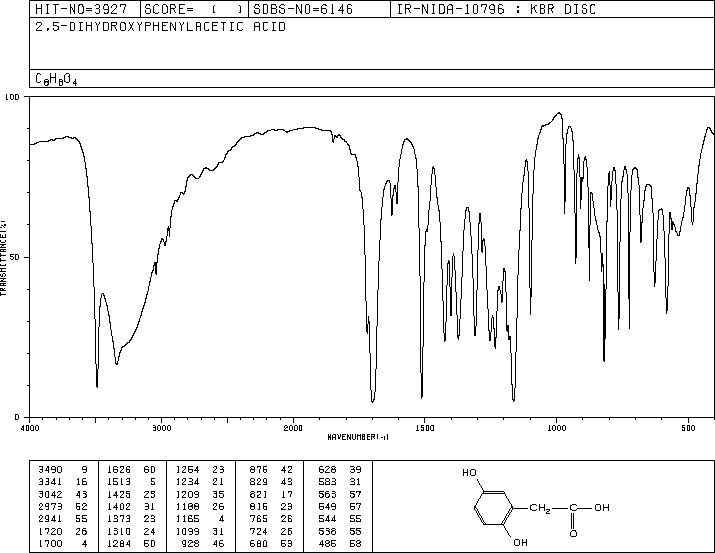 HIT-NO=3927 SCORE= ( ) SDBS-NO=6146 IR-NIDA-10796 : KBR DISC
2,5-DIHYDROXYPHENYLACETIC ACID
C8H8O4
100
50
0
TRANSMITTANCE(%)
4000 3000 2000 1500 1000 500
WAVENUMBER(-1)
3490 9 1626 60 1254 23 876 42 628 39
3341 16 1513 5 1234 21 829 43 583 31
3042 43 1425 23 1209 35 821 17 563 57
2973 52 1402 31 1188 26 816 23 549 57
2941 55 1373 23 1165 4 765 26 544 55
1720 26 1310 24 1099 31 724 26 538 55
1700 4 1284 50 928 46 680 53 486 58
HO
CH2 C OH
O
OH